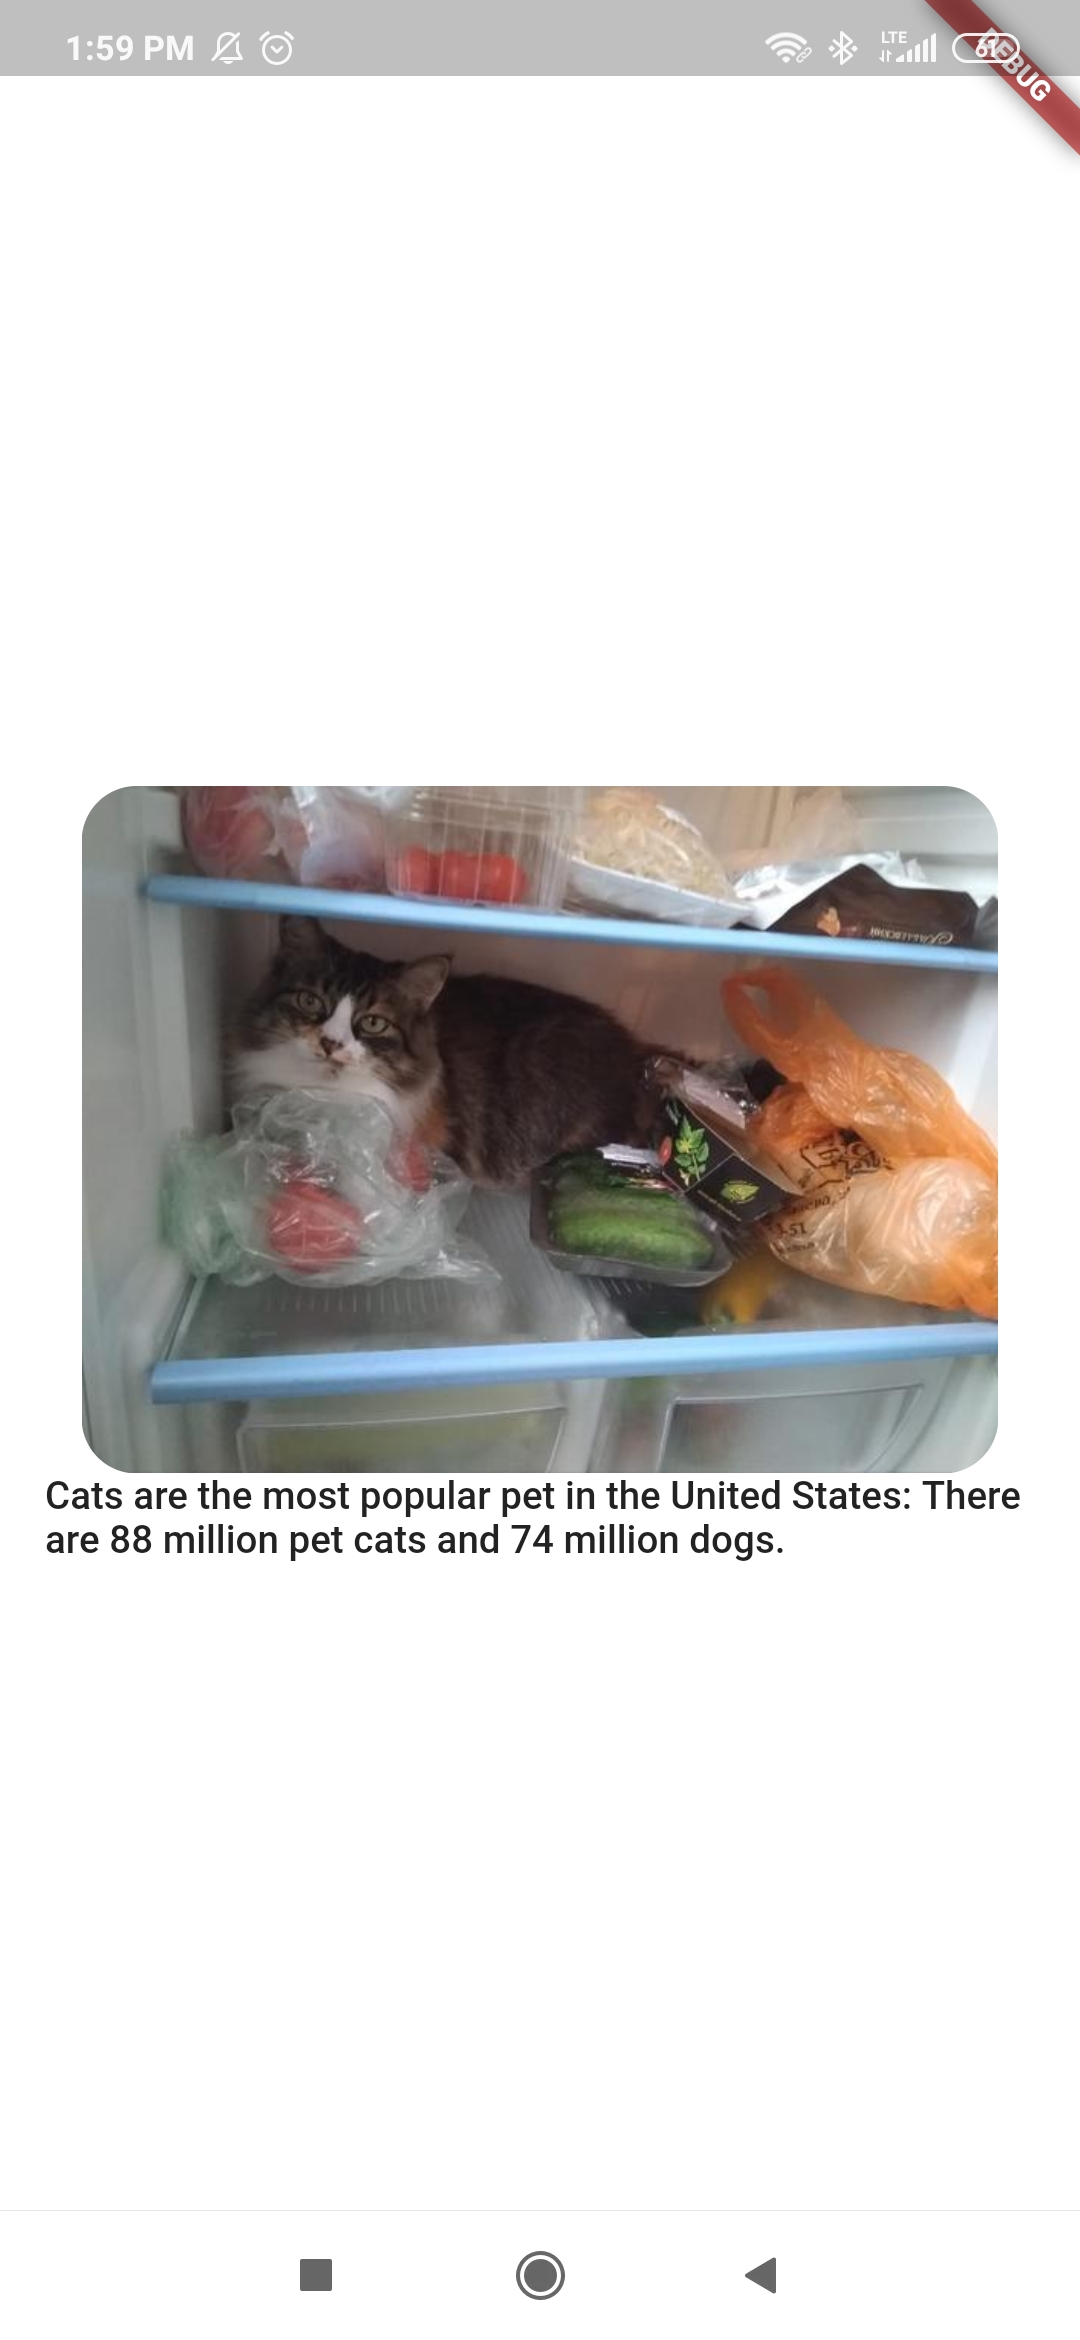 1:59 PM
LTE
61
DEBUG
Cats are the most popular pet in the United States: There
are 88 million pet cats and 74 million dogs.